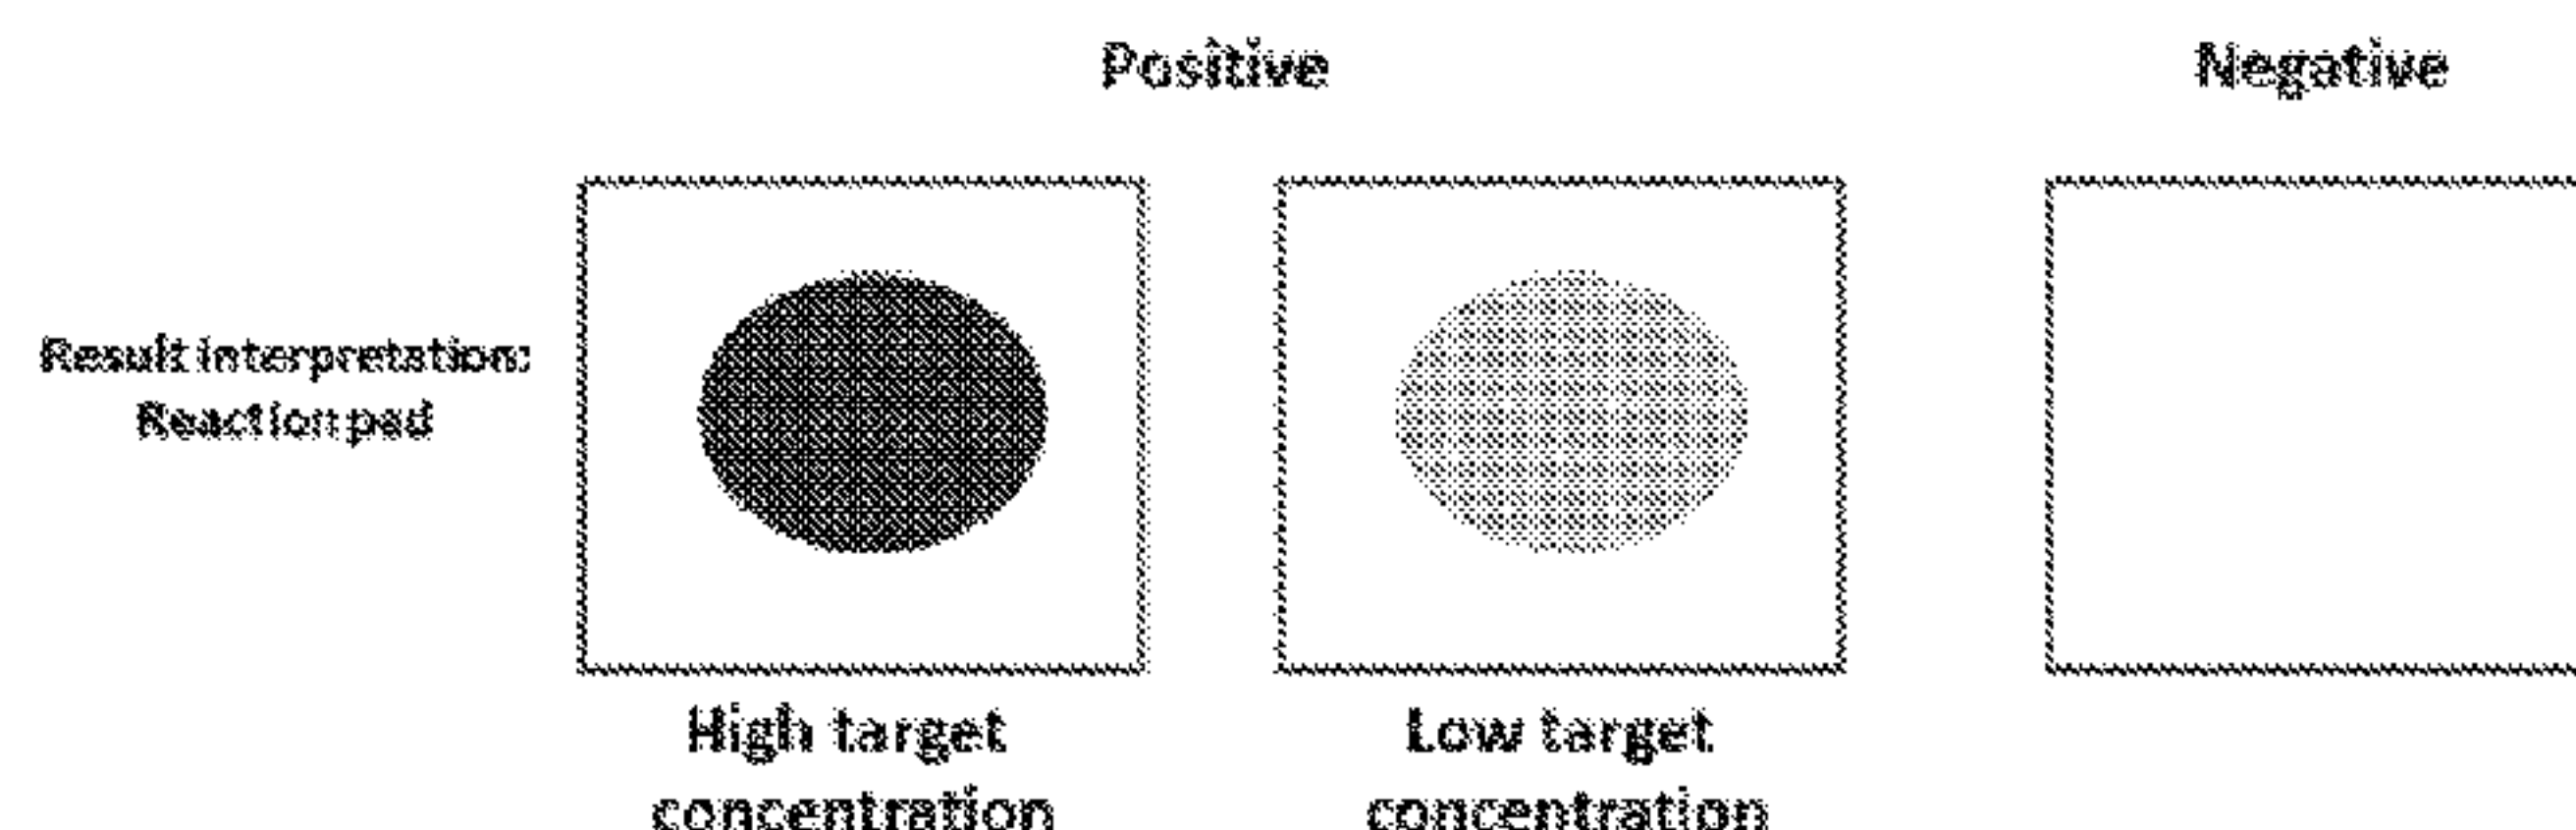 Positive
Negative
Result interpretation:
Reaction pad
High target
concentration
Low target
concentration